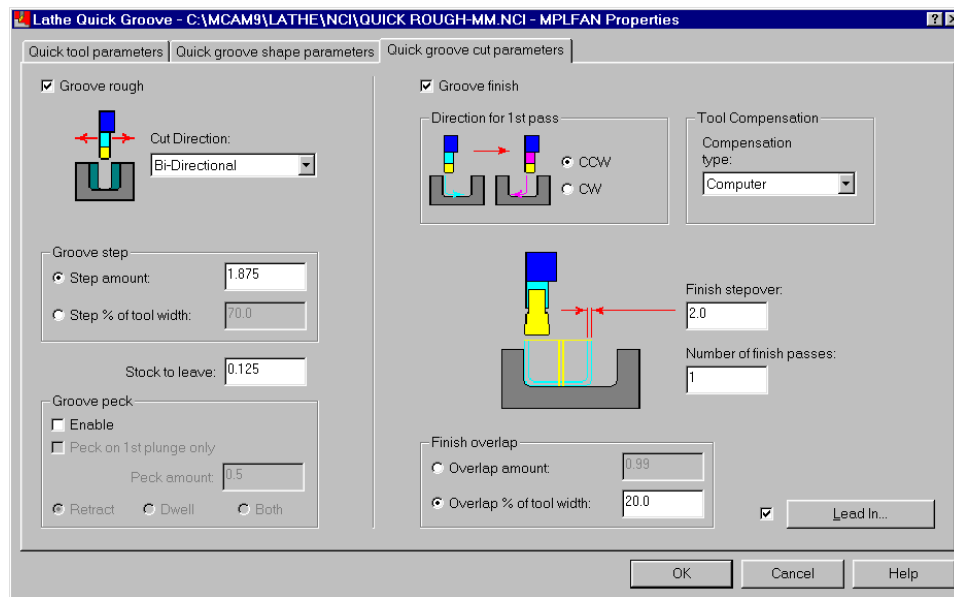 Lathe Quick Groove - C:\MCAM9\LATHE\NCI\QUICK ROUGH-MM.NCI - MPLFAN Properties
Quick tool parameters
Quick groove shape parameters
Quick groove cut parameters
Groove rough
Cut Direction:
Bi-Directional
Groove step
Step amount:
1.875
Step % of tool width:
70.0
Stock to leave:
0.125
Groove peck
Enable
Peck on 1st plunge only
Peck amount:
0.5
Retract
Dwell
Both
Groove finish
Direction for 1st pass
CCW
CW
Tool Compensation
Compensation
type:
Computer
Finish stepover:
2.0
Number of finish passes:
1
Finish overlap
Overlap amount:
0.99
Overlap % of tool width:
20.0
Lead In...
OK
Cancel
Help